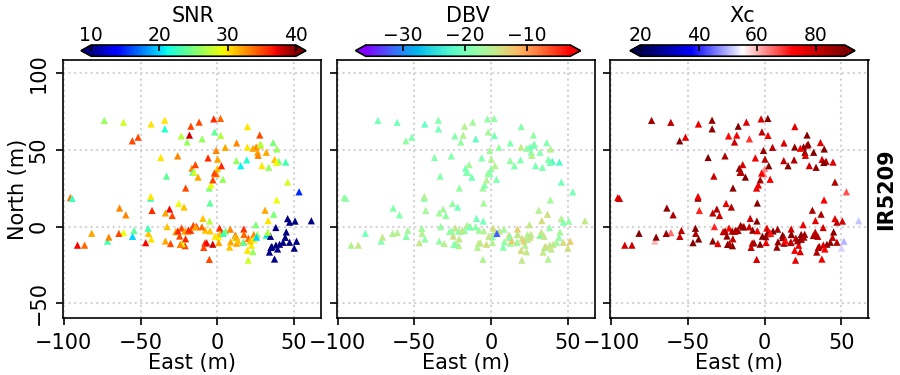 SNR DBV Xc
10 20 30 40 −30 −20 −10 20 40 60 80
100
50
0
−50
North (m)
−100 −50 0 50 −100 −50 0 50 −100 −50 0 50
East (m) East (m) East (m)
IR5209